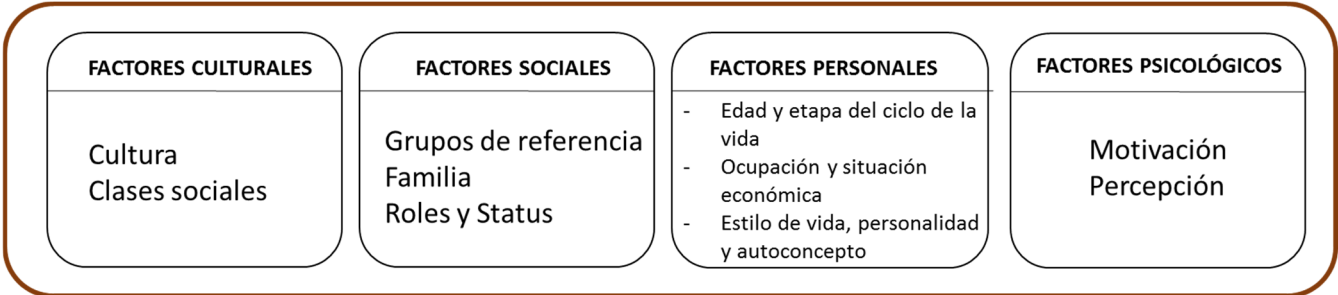 FACTORES CULTURALES
Cultura
Clases sociales
FACTORES SOCIALES
Grupos de referencia
Familia
Roles y Status
FACTORES PERSONALES
- Edad y etapa del ciclo de la
vida
- Ocupación y situación
económica
- Estilo de vida, personalidad
y autoconcepto
FACTORES PSICOLÓGICOS
Motivación
Percepción